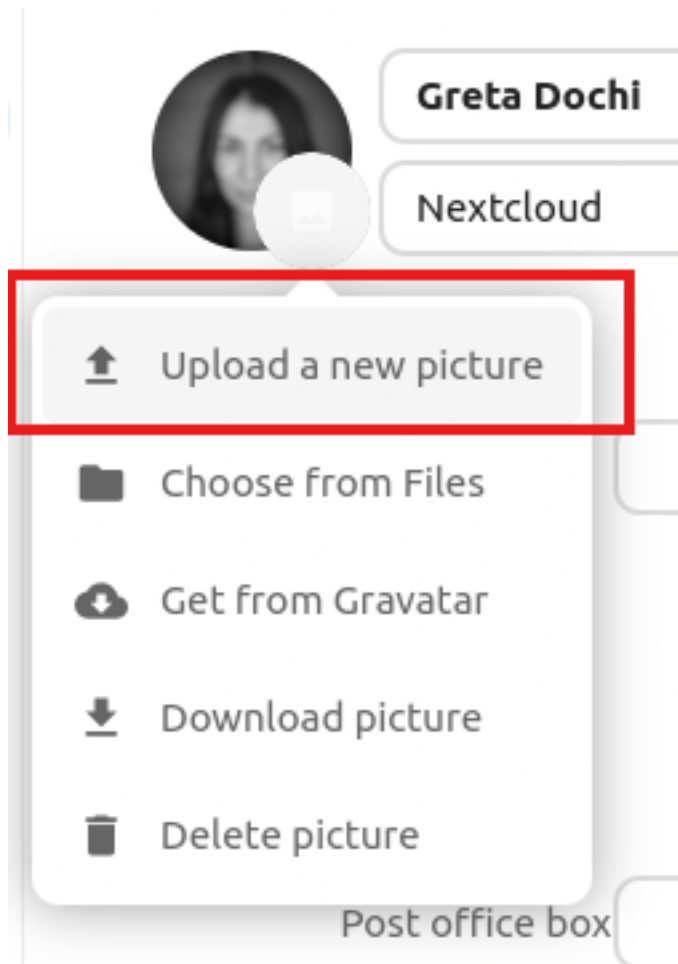 Greta Dochi
Nextcloud
Upload a new picture
Choose from Files
Get from Gravatar
Download picture
Delete picture
Post office box